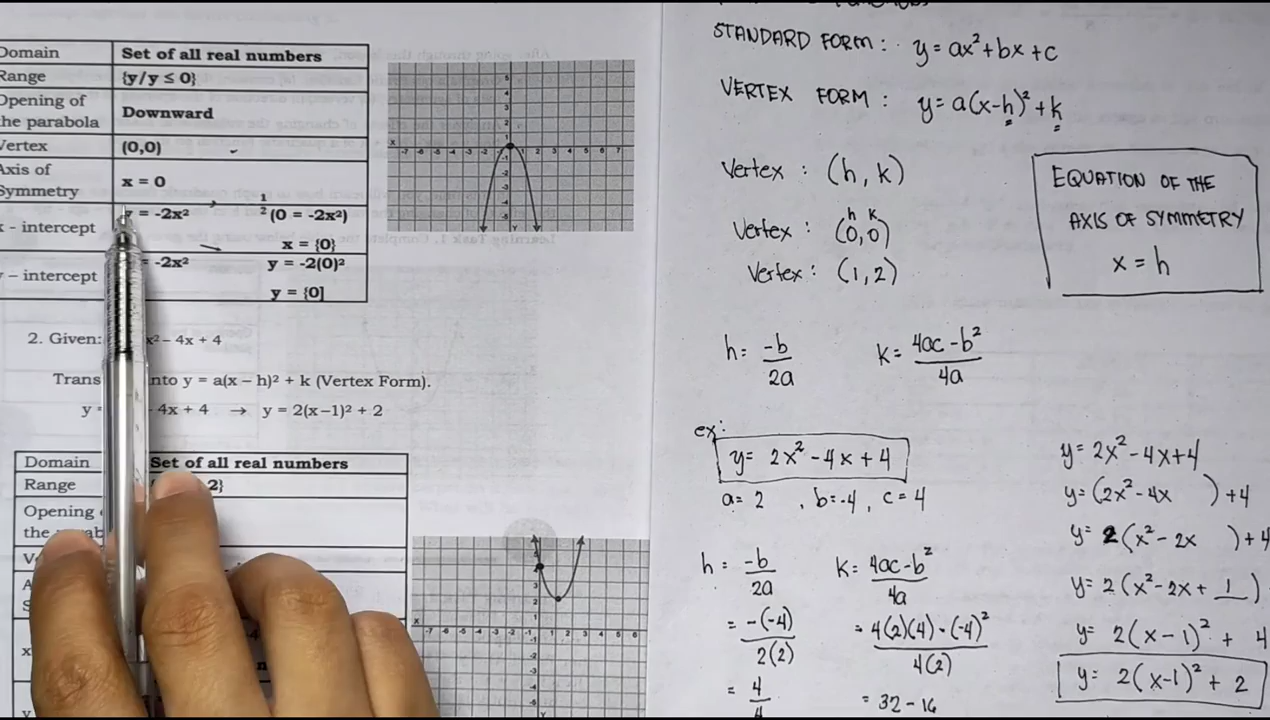 Domain Set of all real numbers
Range {y/y ≤ 0}
Opening of the parabola Downward
Vertex (0,0)
Axis of Symmetry x = 0
- intercept = -2x² 1/2 (0 = -2x²)
x = {0}
- intercept = -2x² y = -2(0)²
y = {0]
2. Given: x² – 4x + 4
Trans into y = a(x – h)² + k (Vertex Form).
y = 4x + 4 → y = 2(x–1)² + 2
Domain Set of all real numbers
Range 2}
Opening
the
STANDARD FORM: y = ax² + bx + c
VERTEX FORM: y = a(x-h)² + k
Vertex : (h, k)
h k
Vertex : (0,0)
Vertex : (1,2)
EQUATION OF THE
AXIS OF SYMMETRY
x = h
h = -b/2a k = 4ac - b²/4a
ex:
y = 2x² - 4x + 4
a = 2 , b = -4 , c = 4
h = -b/2a k = 4ac - b²/4a
= -(-4)/2(2) = 4(2)(4) - (-4)²/4(2)
= 4/4 = 32 - 16
y = 2x² - 4x + 4
y = (2x² - 4x ) + 4
y = 2 (x² - 2x ) + 4
y = 2 (x² - 2x + 1 )
y = 2(x - 1)² + 4
y = 2(x-1)² + 2